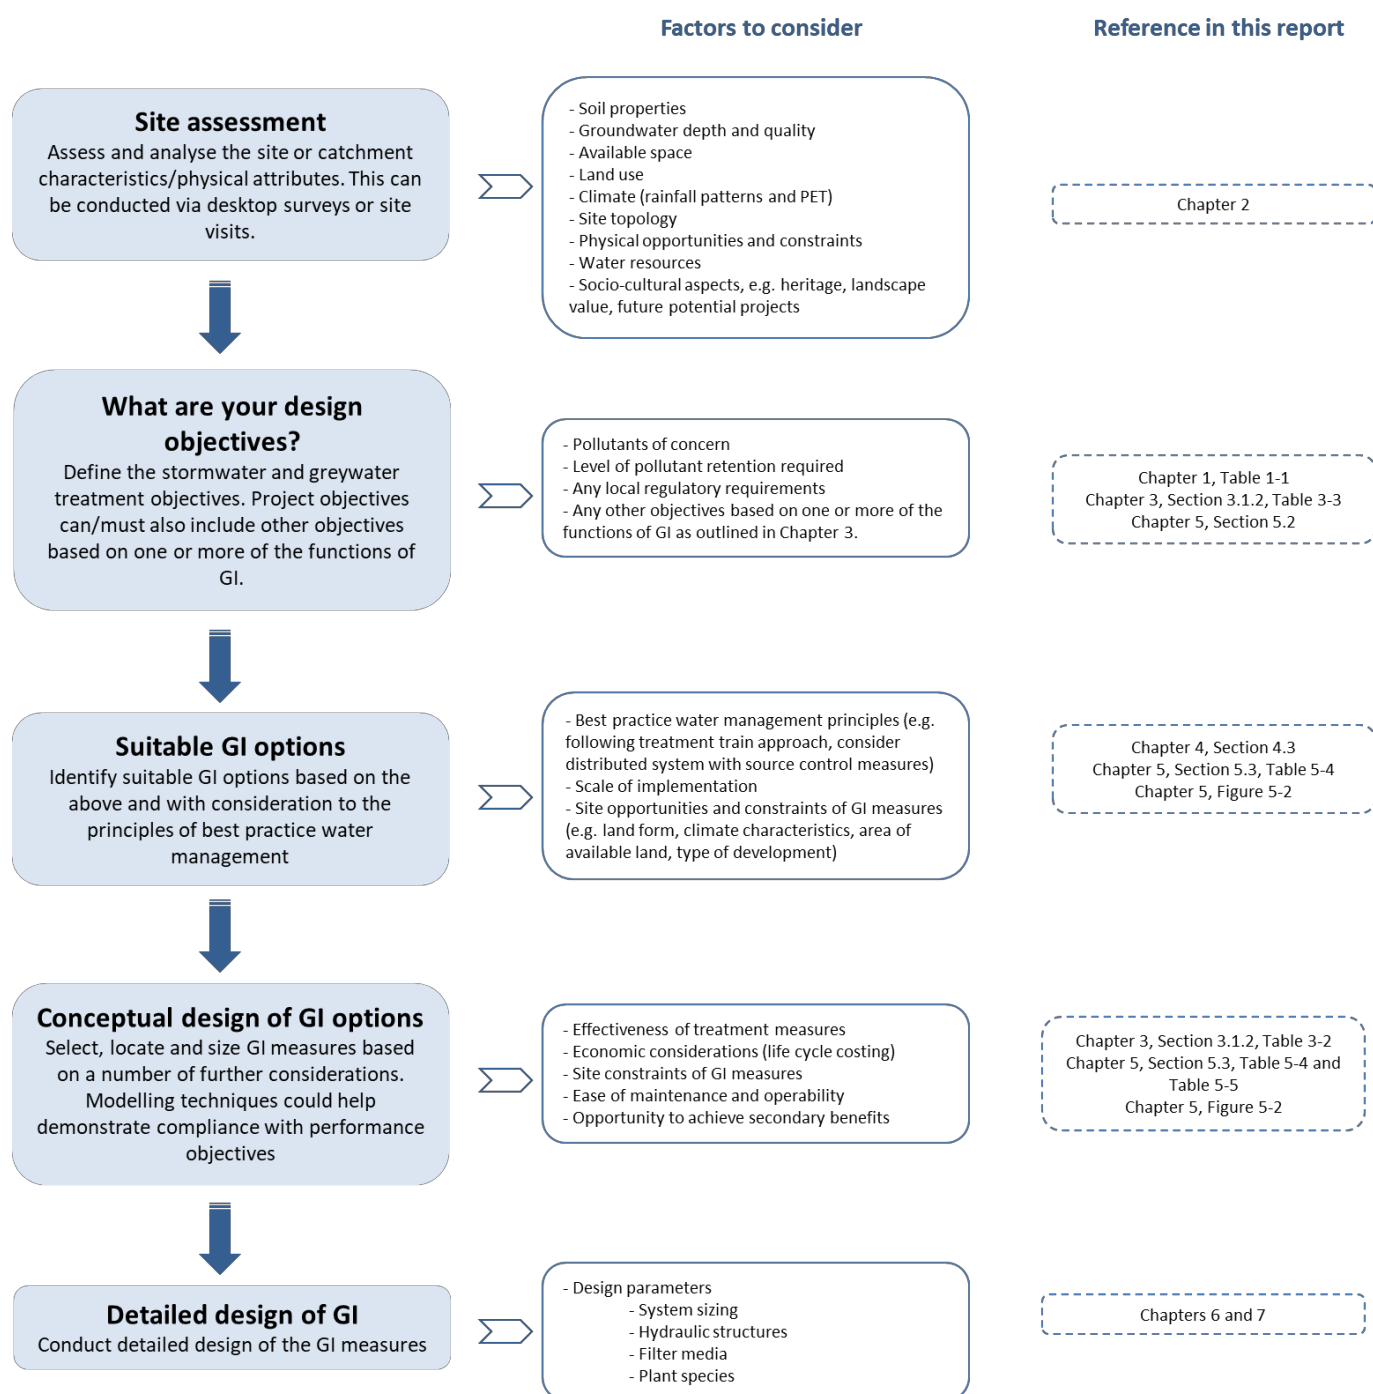 Factors to consider
Reference in this report
Site assessment
Assess and analyse the site or catchment
characteristics/physical attributes. This can
be conducted via desktop surveys or site
visits.
- Soil properties
- Groundwater depth and quality
- Available space
- Land use
- Climate (rainfall patterns and PET)
- Site topology
- Physical opportunities and constraints
- Water resources
- Socio-cultural aspects, e.g. heritage, landscape
value, future potential projects
Chapter 2
What are your design
objectives?
Define the stormwater and greywater
treatment objectives. Project objectives
can/must also include other objectives
based on one or more of the functions of
GI.
- Pollutants of concern
- Level of pollutant retention required
- Any local regulatory requirements
- Any other objectives based on one or more of the
functions of GI as outlined in Chapter 3.
Chapter 1, Table 1-1
Chapter 3, Section 3.1.2, Table 3-3
Chapter 5, Section 5.2
Suitable GI options
Identify suitable GI options based on the
above and with consideration to the
principles of best practice water
management
- Best practice water management principles (e.g.
following treatment train approach, consider
distributed system with source control measures)
- Scale of implementation
- Site opportunities and constraints of GI measures
(e.g. land form, climate characteristics, area of
available land, type of development)
Chapter 4, Section 4.3
Chapter 5, Section 5.3, Table 5-4
Chapter 5, Figure 5-2
Conceptual design of GI options
Select, locate and size GI measures based
on a number of further considerations.
Modelling techniques could help
demonstrate compliance with performance
objectives
- Effectiveness of treatment measures
- Economic considerations (life cycle costing)
- Site constraints of GI measures
- Ease of maintenance and operability
- Opportunity to achieve secondary benefits
Chapter 3, Section 3.1.2, Table 3-2
Chapter 5, Section 5.3, Table 5-4 and
Table 5-5
Chapter 5, Figure 5-2
Detailed design of GI
Conduct detailed design of the GI measures
- Design parameters
- System sizing
- Hydraulic structures
- Filter media
- Plant species
Chapters 6 and 7